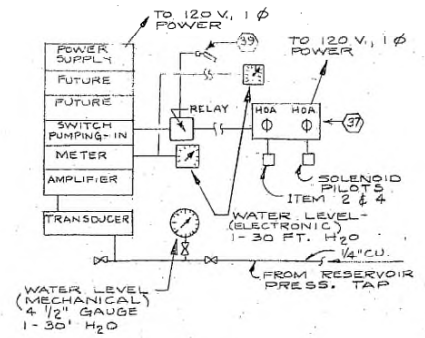 TO 120 V., 1 Ø
POWER
39
TO 120 V., 1 Ø
POWER
POWER
SUPPLY
FUTURE
FUTURE
SWITCH
PUMPING-IN
METER
AMPLIFIER
TRANSDUCER
RELAY
HOA HOA
37
SOLENOID
PILOTS
ITEM 2 & 4
WATER LEVEL-
(ELECTRONIC)
1-30 FT. H2O
1/4" CU.
FROM RESERVOIR
PRESS. TAP
WATER LEVEL
(MECHANICAL)
4 1/2" GAUGE
1-30' H2O